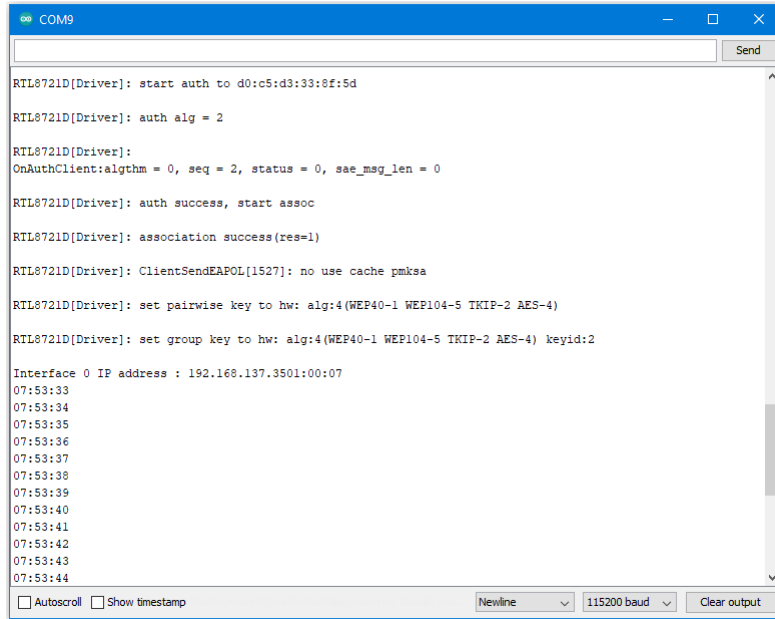 COM9
Send
RTL8721D[Driver]: start auth to d0:c5:d3:33:8f:5d
RTL8721D[Driver]: auth alg = 2
RTL8721D[Driver]:
OnAuthClient:algthm = 0, seq = 2, status = 0, sae_msg_len = 0
RTL8721D[Driver]: auth success, start assoc
RTL8721D[Driver]: association success(res=1)
RTL8721D[Driver]: ClientSendEAPOL[1527]: no use cache pmksa
RTL8721D[Driver]: set pairwise key to hw: alg:4(WEP40-1 WEP104-5 TKIP-2 AES-4)
RTL8721D[Driver]: set group key to hw: alg:4(WEP40-1 WEP104-5 TKIP-2 AES-4) keyid:2
Interface 0 IP address : 192.168.137.3501:00:07
07:53:33
07:53:34
07:53:35
07:53:36
07:53:37
07:53:38
07:53:39
07:53:40
07:53:41
07:53:42
07:53:43
07:53:44
Autoscroll Show timestamp Newline 115200 baud Clear output